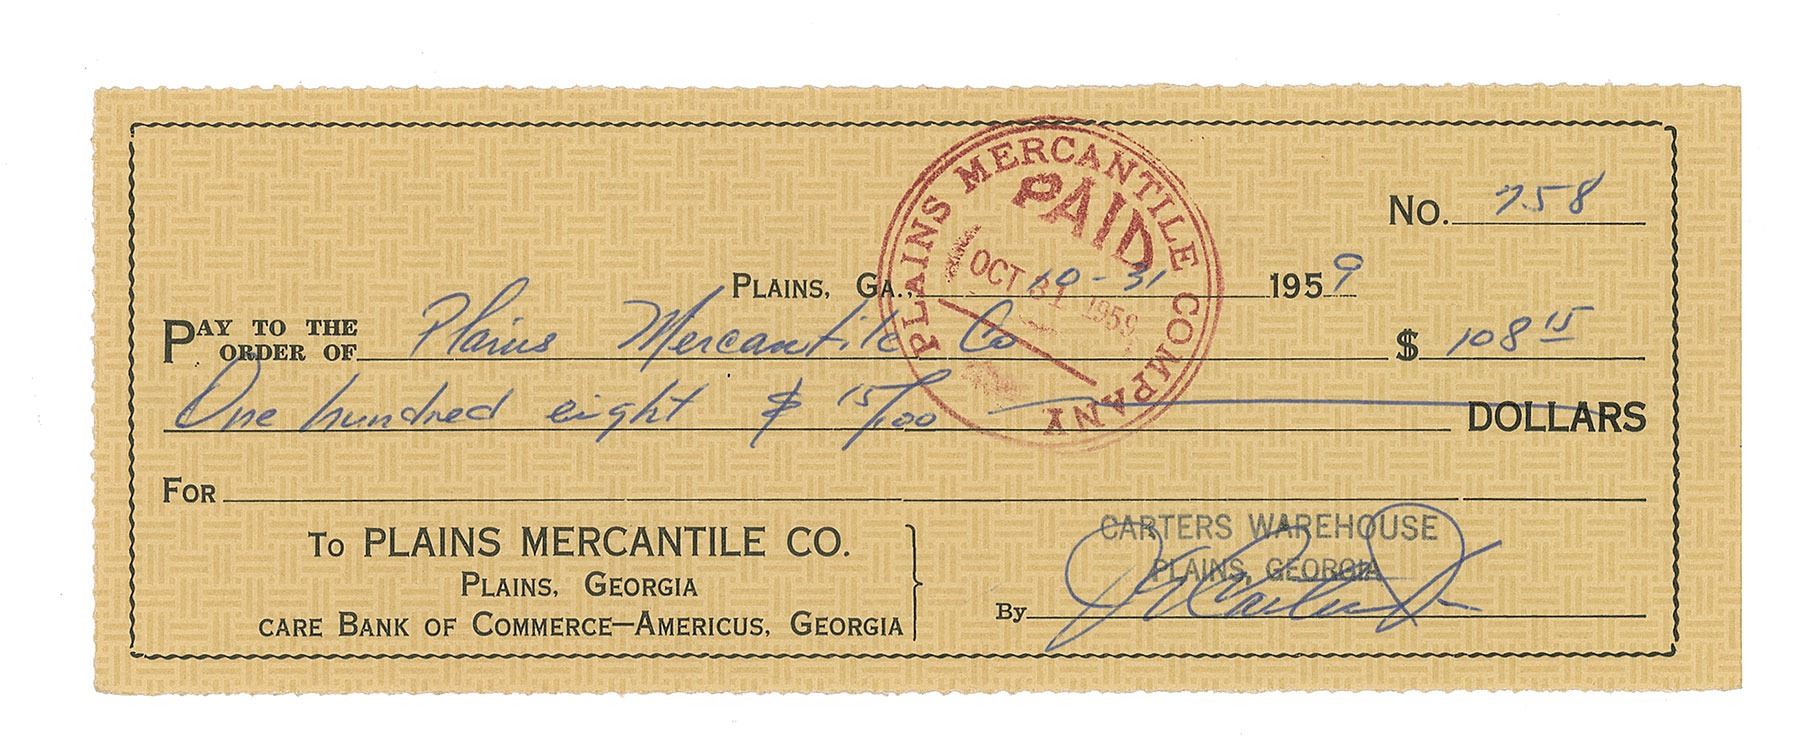 PLAINS MERCANTILE COMPANY
PAID
OCT 31 1959
No. 758
PLAINS, GA., 10-31 1959
PAY TO THE ORDER OF Plains Mercantile Co $ 108 15
One hundred eight $ 15/100 DOLLARS
FOR
TO PLAINS MERCANTILE CO.
PLAINS, GEORGIA
CARE BANK OF COMMERCE—AMERICUS, GEORGIA
CARTERS WAREHOUSE
PLAINS, GEORGIA
By J E Carter Jr